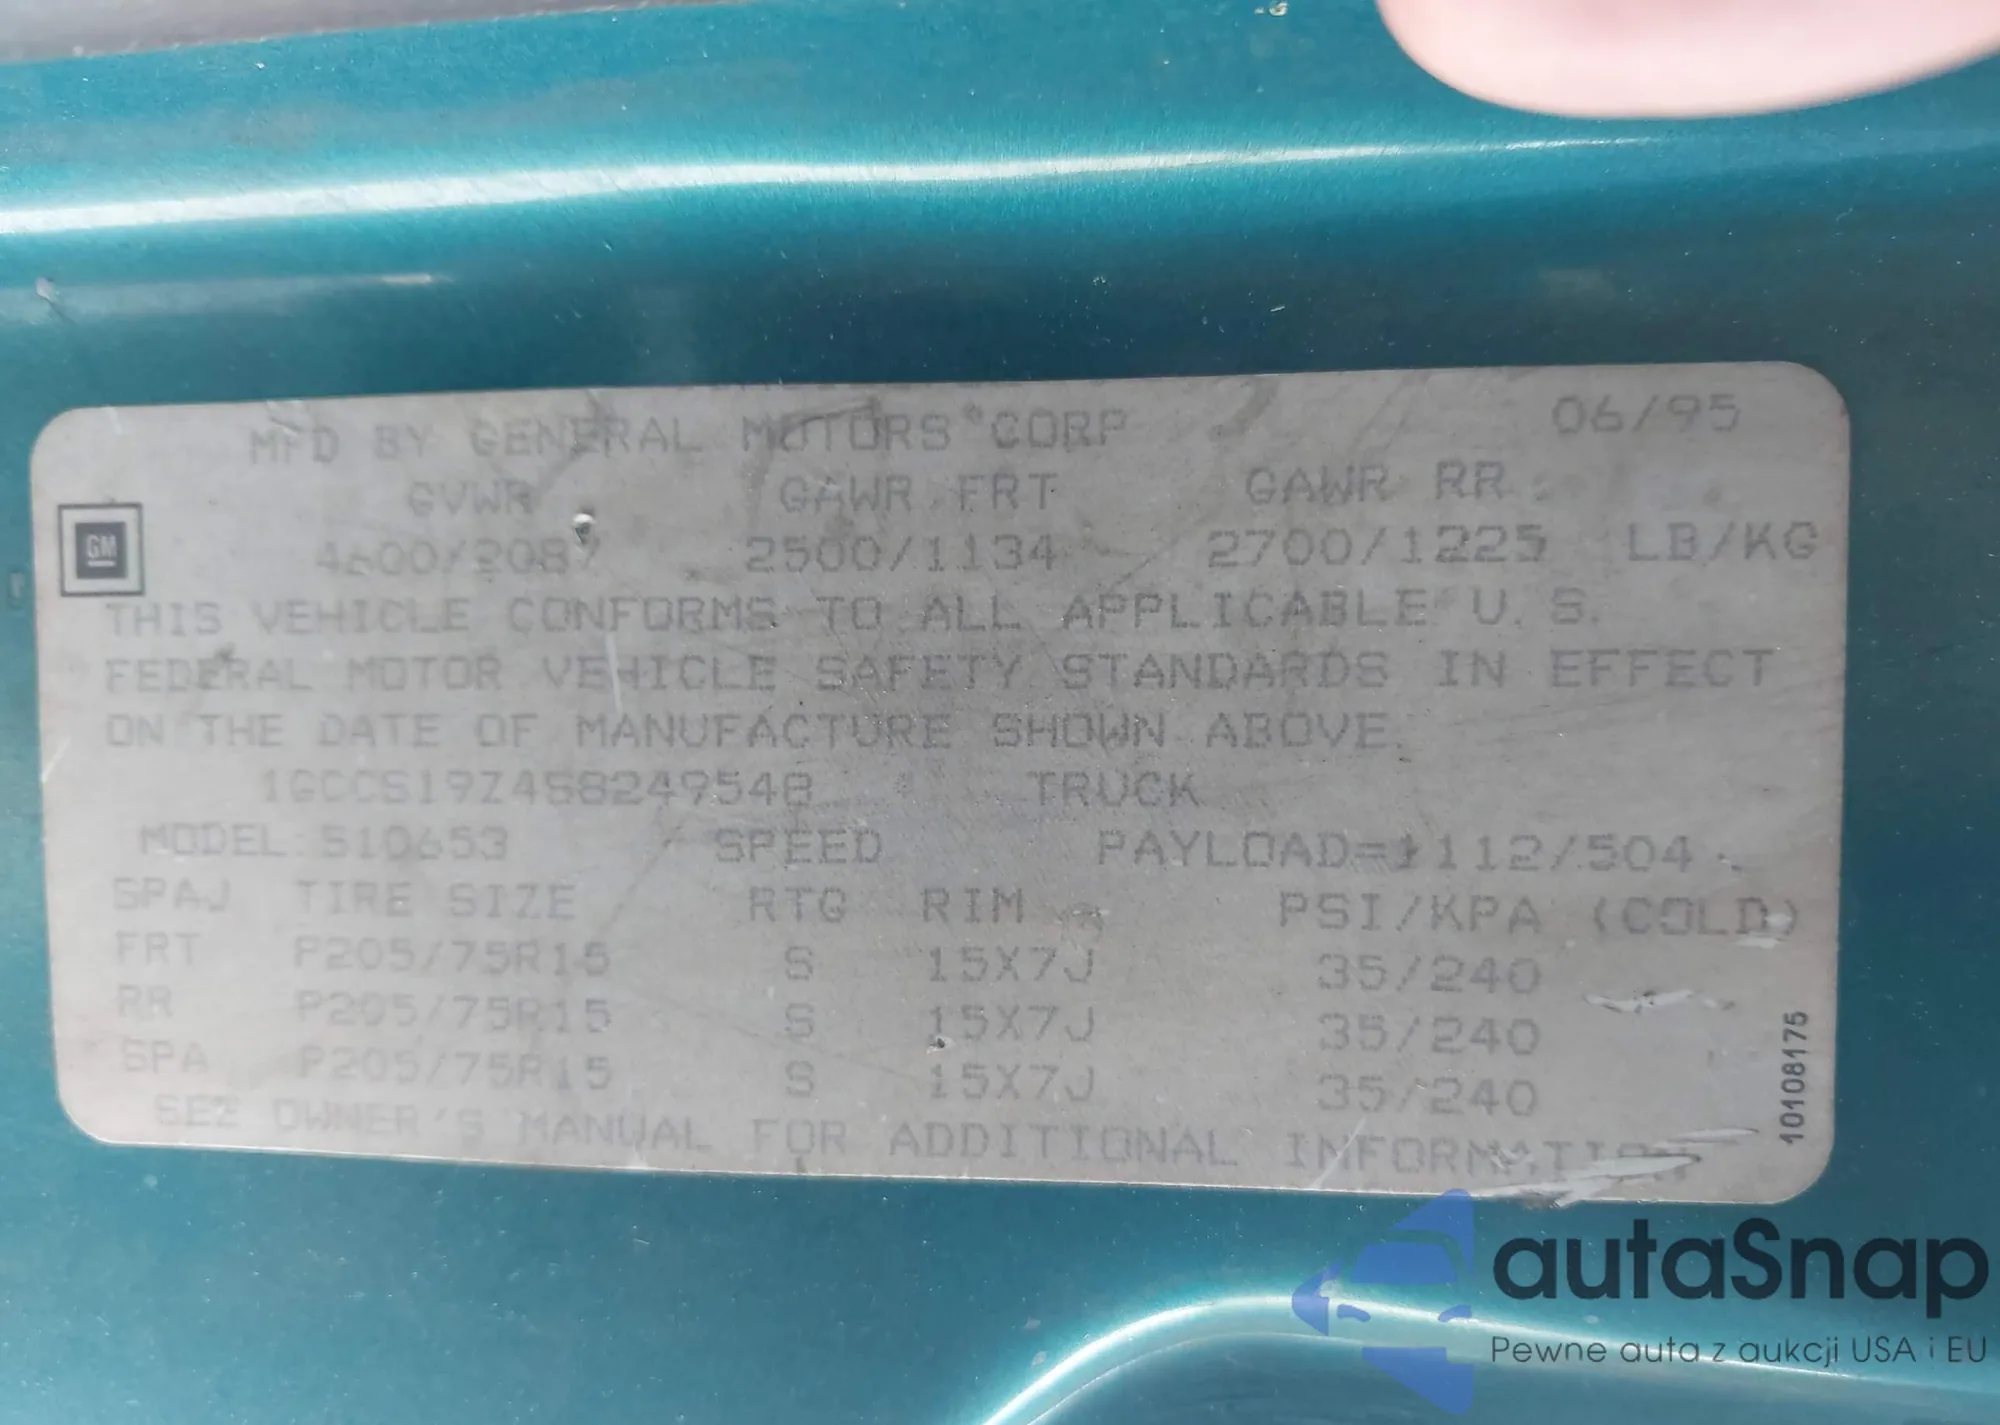 MFD BY GENERAL MOTORS CORP 06/95
GVWR GAWR FRT GAWR RR
4600/2087 2500/1134 2700/1225 LB/KG
GM
THIS VEHICLE CONFORMS TO ALL APPLICABLE U.S.
FEDERAL MOTOR VEHICLE SAFETY STANDARDS IN EFFECT
ON THE DATE OF MANUFACTURE SHOWN ABOVE.
TRUCK
MODEL:S10653 SPEED PAYLOAD=1112/504
SPAJ TIRE SIZE RTG RIM PSI/KPA (COLD)
FRT P205/75R15 S 15X7J 35/240
RR P205/75R15 S 15X7J 35/240
SPA P205/75R15 S 15X7J 35/240
SEE OWNER'S MANUAL FOR ADDITIONAL INFORMATION
10108175
autaSnap
Pewne auta z aukcji USA i EU